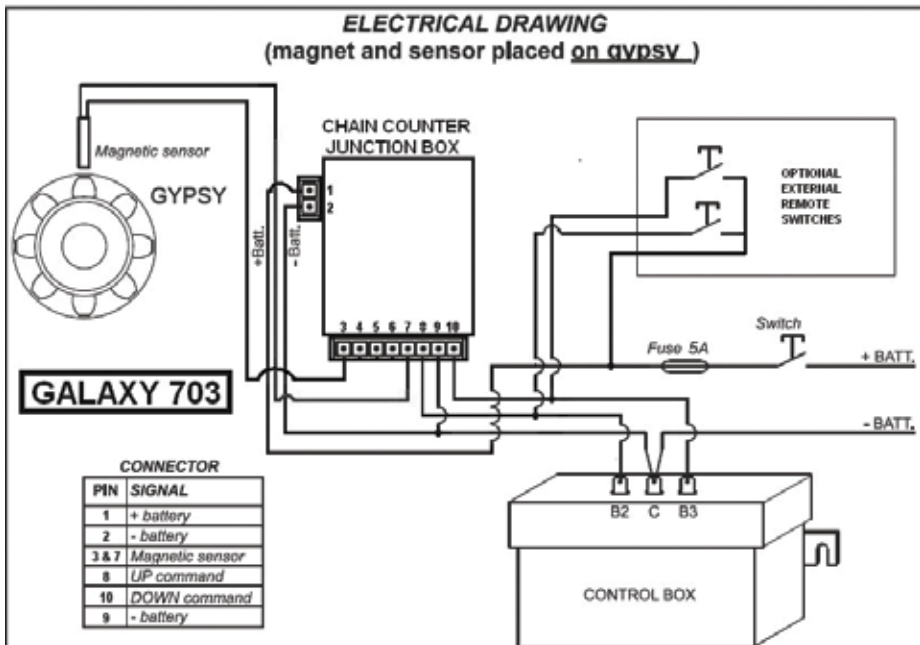 ELECTRICAL DRAWING
(magnet and sensor placed on gypsy )
Magnetic sensor
GYPSY
CHAIN COUNTER
JUNCTION BOX
1
2
+Batt.
- Batt.
3 4 5 6 7 8 9 10
OPTIONAL
EXTERNAL
REMOTE
SWITCHES
Fuse 5A
Switch
+ BATT.
- BATT.
GALAXY 703
CONNECTOR
PIN SIGNAL
1 + battery
2 - battery
3 & 7 Magnetic sensor
8 UP command
10 DOWN command
9 - battery
B2 C B3
CONTROL BOX